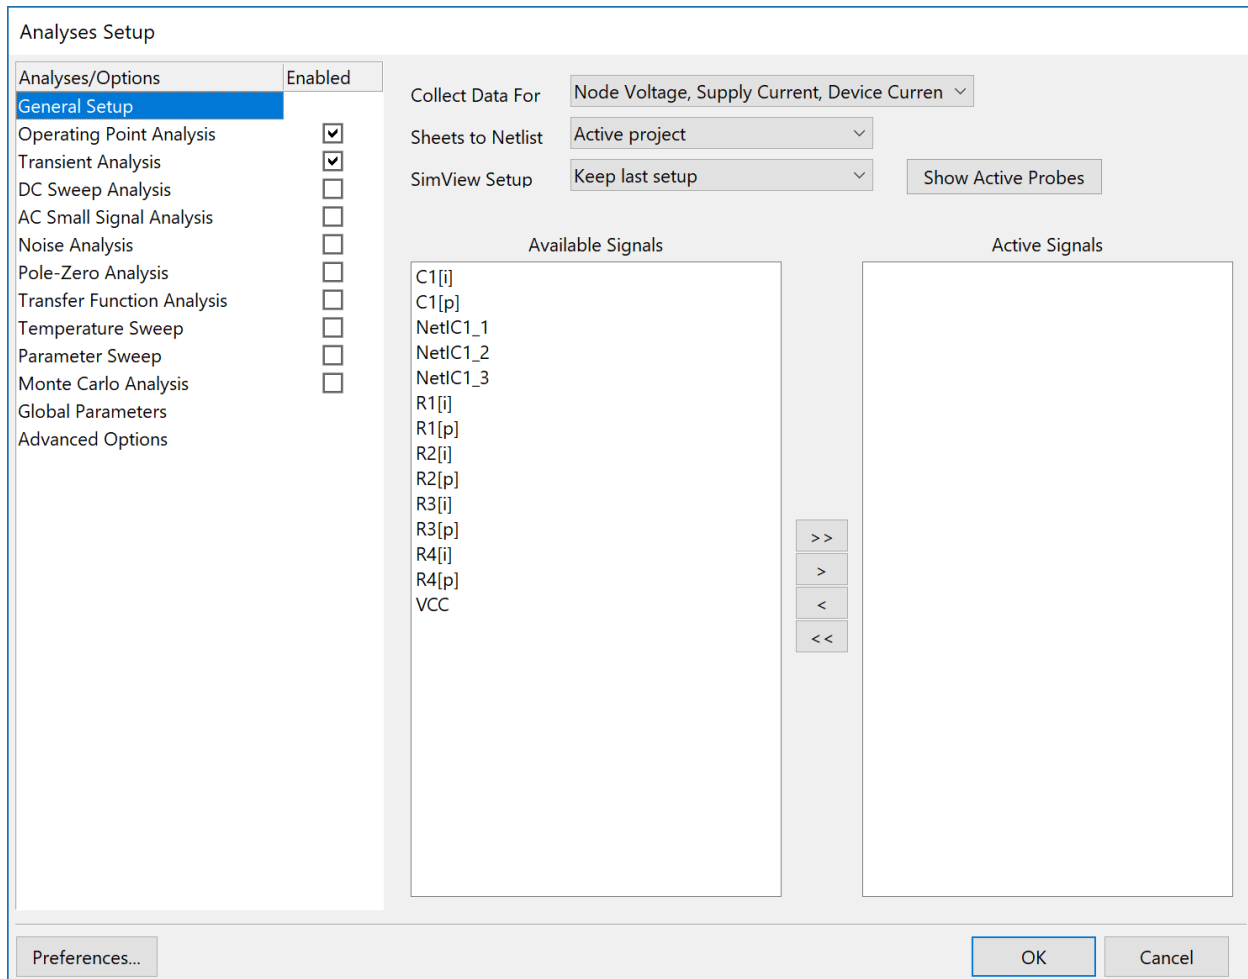 Analyses Setup
Analyses/Options Enabled
General Setup
Operating Point Analysis
Transient Analysis
DC Sweep Analysis
AC Small Signal Analysis
Noise Analysis
Pole-Zero Analysis
Transfer Function Analysis
Temperature Sweep
Parameter Sweep
Monte Carlo Analysis
Global Parameters
Advanced Options
Collect Data For Node Voltage, Supply Current, Device Curren
Sheets to Netlist Active project
SimView Setup Keep last setup Show Active Probes
Available Signals
C1[i]
C1[p]
NetIC1_1
NetIC1_2
NetIC1_3
R1[i]
R1[p]
R2[i]
R2[p]
R3[i]
R3[p]
R4[i]
R4[p]
VCC
>>
>
<
<<
Active Signals
Preferences... OK Cancel